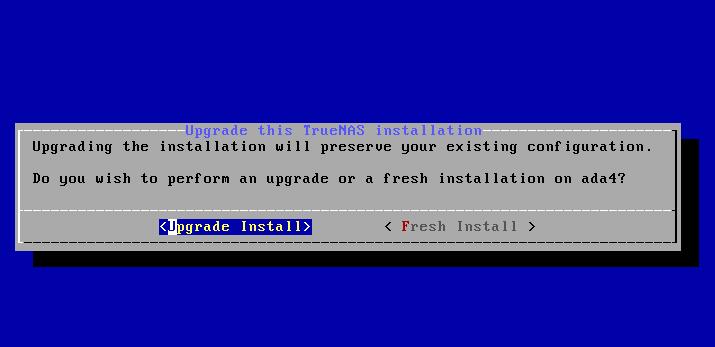 Upgrade this TrueNAS installation
Upgrading the installation will preserve your existing configuration.
Do you wish to perform an upgrade or a fresh installation on ada4?
<Upgrade Install> < Fresh Install >